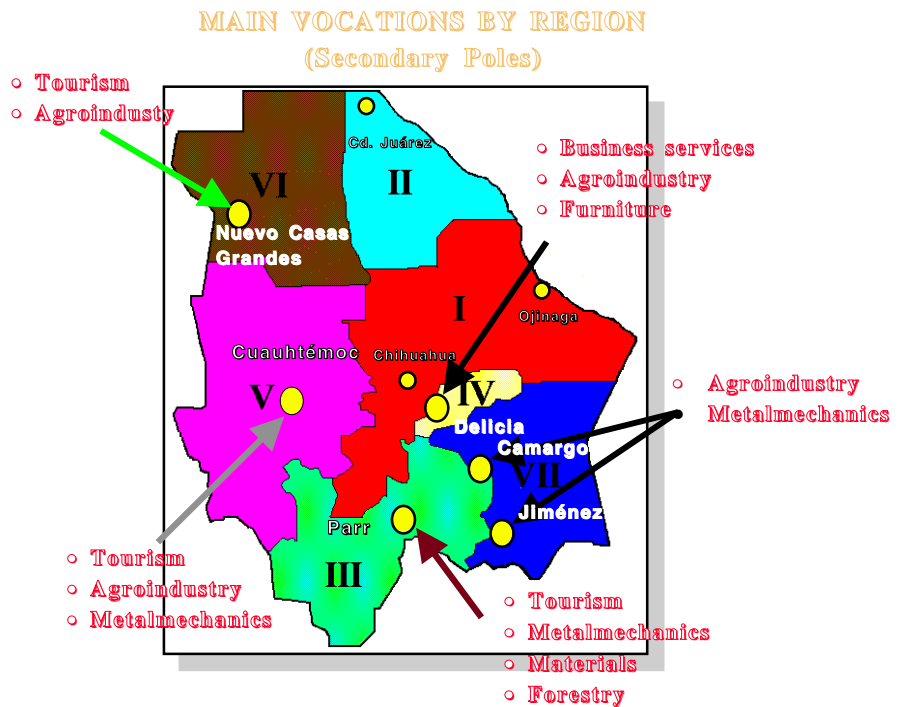 MAIN VOCATIONS BY REGION
(Secondary Poles)
Tourism
Agroindusty
Business services
Agroindustry
Furniture
Cd. Juárez
VI
II
Nuevo Casas
Grandes
I
Ojinaga
Cuauhtémoc
Chihuahua
V
IV
Delicia
Camargo
VII
Jiménez
Agroindustry
Metalmechanics
Parr
III
Tourism
Agroindustry
Metalmechanics
Tourism
Metalmechanics
Materials
Forestry